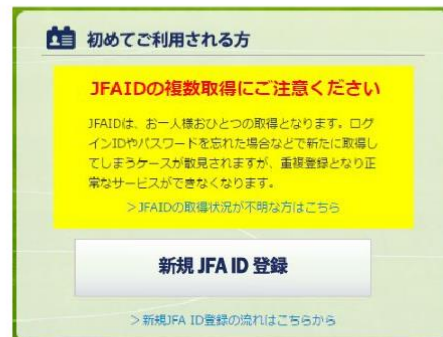 初めてご利用される方
JFAIDの複数取得にご注意ください
JFAIDは、お一人様おひとつの取得となります。ログ
インIDやパスワードを忘れた場合などで新たに取得し
てしまうケースが散見されますが、重複登録となり正
常なサービスができなくなります。
＞JFAIDの取得状況が不明な方はこちら
新規 JFA ID 登録
＞新規JFA ID登録の流れはこちらから